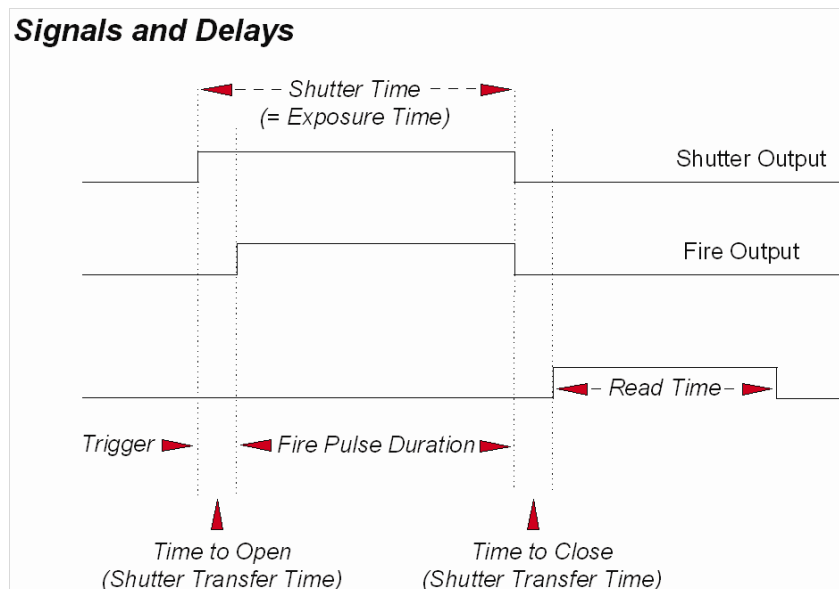 Signals and Delays
Shutter Time
(= Exposure Time)
Shutter Output
Fire Output
Read Time
Trigger
Fire Pulse Duration
Time to Open
(Shutter Transfer Time)
Time to Close
(Shutter Transfer Time)